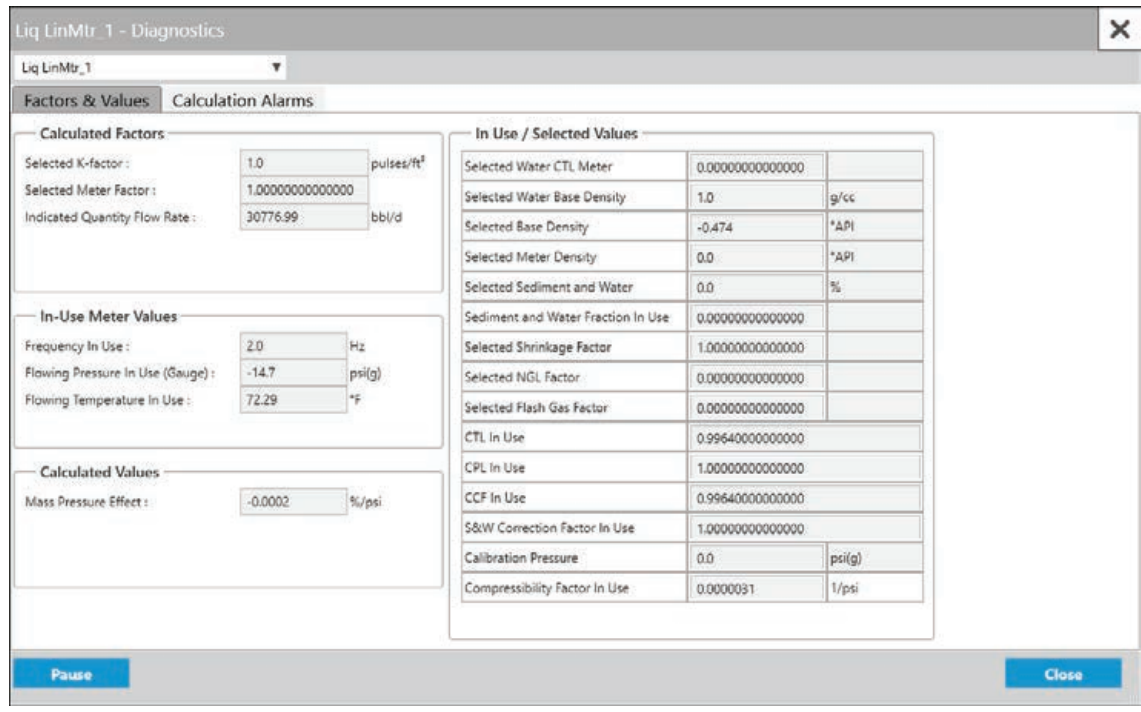 Liq LinMtr_1 - Diagnostics
Liq LinMtr_1
Factors & Values Calculation Alarms
Calculated Factors
Selected K-factor : 1.0 pulses/ft³
Selected Meter Factor : 1.00000000000000
Indicated Quantity Flow Rate : 30776.99 bbl/d
In-Use Meter Values
Frequency In Use : 2.0 Hz
Flowing Pressure In Use (Gauge) : -14.7 psi(g)
Flowing Temperature In Use : 72.29 °F
Calculated Values
Mass Pressure Effect : -0.0002 %/psi
In Use / Selected Values
Selected Water CTL Meter 0.00000000000000
Selected Water Base Density 1.0 g/cc
Selected Base Density -0.474 °API
Selected Meter Density 0.0 °API
Selected Sediment and Water 0.0 %
Sediment and Water Fraction In Use 0.00000000000000
Selected Shrinkage Factor 1.00000000000000
Selected NGL Factor 0.00000000000000
Selected Flash Gas Factor 0.00000000000000
CTL In Use 0.99640000000000
CPL In Use 1.00000000000000
CCF In Use 0.99640000000000
S&W Correction Factor In Use 1.00000000000000
Calibration Pressure 0.0 psi(g)
Compressibility Factor In Use 0.0000031 1/psi
Pause Close